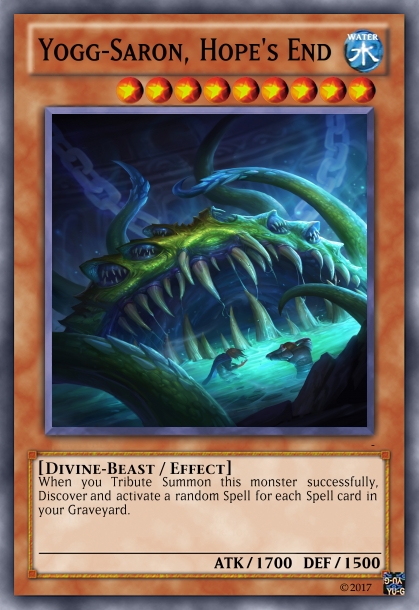 Yogg-Saron, Hope's End
WATER
水
-
[Divine-Beast / Effect]
When you Tribute Summon this monster successfully,
Discover and activate a random Spell for each Spell card in
your Graveyard.
ATK / 1700 DEF / 1500
©2017
YU-G